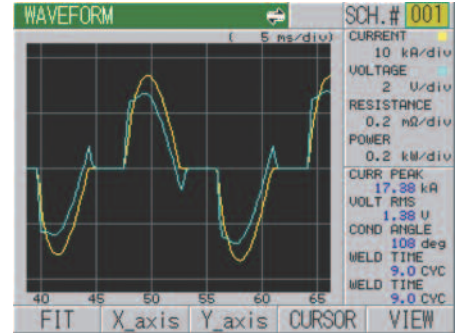 WAVEFORM
SCH.# 001
( 5 ms/div)
CURRENT
10 kA/div
VOLTAGE
2 V/div
RESISTANCE
0.2 mΩ/div
POWER
0.2 kW/div
CURR PEAK
17.38 kA
VOLT RMS
1.38 V
COND ANGLE
108 deg
WELD TIME
9.0 CYC
WELD TIME
9.0 CYC
40 45 50 55 60 65
FIT X_axis Y_axis CURSOR VIEW